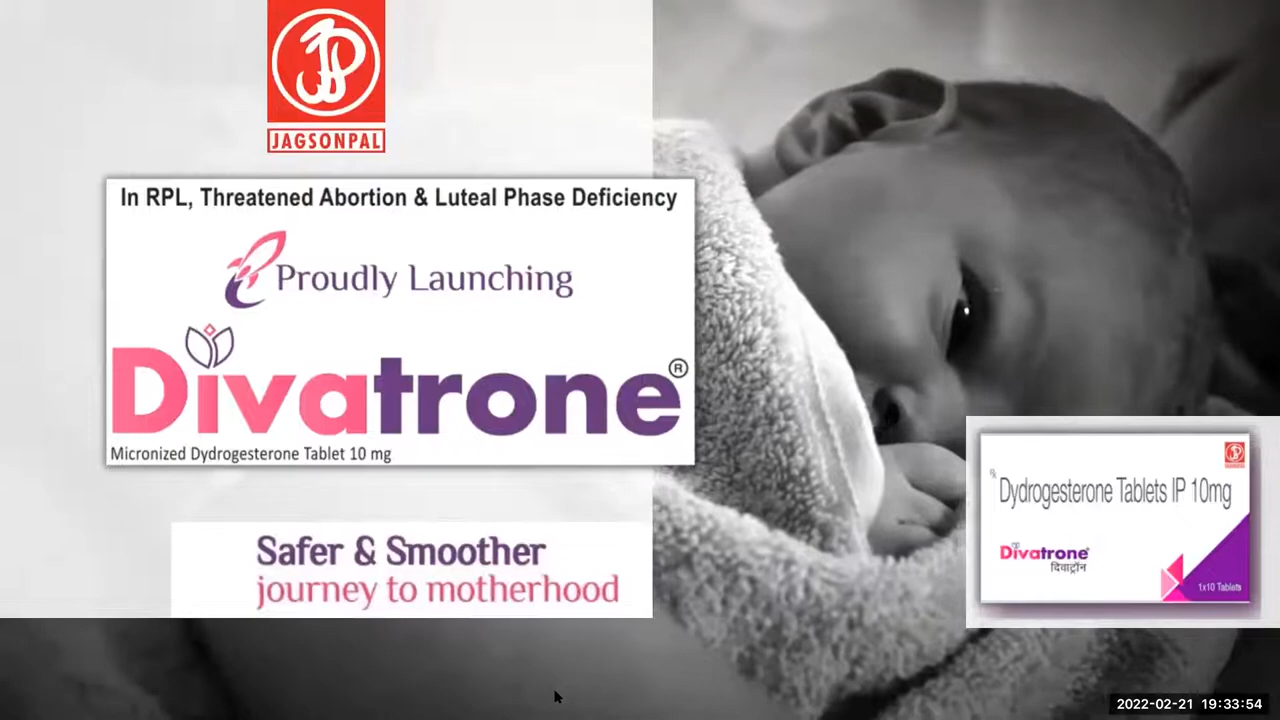 JAGSONPAL
In RPL, Threatened Abortion & Luteal Phase Deficiency
Proudly Launching
Divatrone®
Micronized Dydrogesterone Tablet 10 mg
Safer & Smoother
journey to motherhood
Dydrogesterone Tablets IP 10mg
Divatrone®
दिवाट्रॉन
1x10 Tablets
2022-02-21 19:33:54